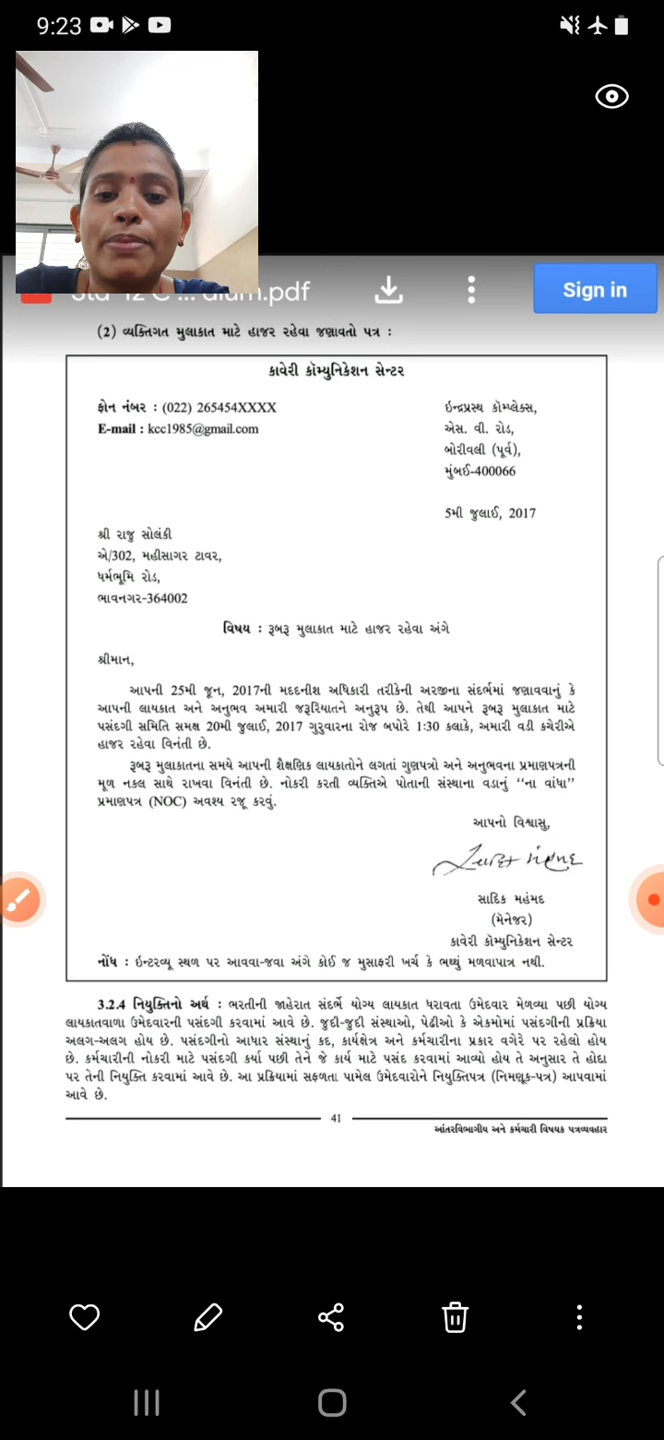 9:23
Sign in
(2) વ્યક્તિગત મુલાકાત માટે હાજર રહેવા જણાવતો પત્ર :
કાવેરી કૉમ્યુનિકેશન સેન્ટર
ફોન નંબર : (022) 265454XXXX
E-mail : kcc1985@gmail.com
ઇન્દ્રપ્રસ્થ કૉમ્પ્લેક્સ,
એસ. વી. રોડ,
બોરીવલી (પૂર્વ),
મુંબઈ-400066
5મી જુલાઈ, 2017
શ્રી રાજુ સોલંકી
એ/302, મહીસાગર ટાવર,
ધર્મભૂમિ રોડ,
ભાવનગર-364002
વિષય : રૂબરૂ મુલાકાત માટે હાજર રહેવા અંગે
શ્રીમાન,
આપની 25મી જૂન, 2017ની મદદનીશ અધિકારી તરીકેની અરજીના સંદર્ભમાં જણાવવાનું કે
આપની લાયકાત અને અનુભવ અમારી જરૂરિયાતને અનુરૂપ છે. તેથી આપને રૂબરૂ મુલાકાત માટે
પસંદગી સમિતિ સમક્ષ 20મી જુલાઈ, 2017 ગુરુવારના રોજ બપોરે 1:30 કલાકે, અમારી વડી કચેરીએ
હાજર રહેવા વિનંતી છે.
રૂબરૂ મુલાકાતના સમયે આપની શૈક્ષણિક લાયકાતોને લગતાં ગુણપત્રો અને અનુભવના પ્રમાણપત્રની
મૂળ નકલ સાથે રાખવા વિનંતી છે. નોકરી કરતી વ્યક્તિએ પોતાની સંસ્થાના વડાનું ‘‘ના વાંધા’’
પ્રમાણપત્ર (NOC) અવશ્ય રજૂ કરવું.
આપનો વિશ્વાસુ,
સાદિક મહંમદ
(મૅનેજર)
કાવેરી કૉમ્યુનિકેશન સેન્ટર
નોંધ : ઇન્ટરવ્યૂ સ્થળ પર આવવા-જવા અંગે કોઈ જ મુસાફરી ખર્ચ કે ભથ્થું મળવાપાત્ર નથી.
3.2.4 નિયુક્તિનો અર્થ : ભરતીની જાહેરાત સંદર્ભે યોગ્ય લાયકાત ધરાવતા ઉમેદવાર મેળવ્યા પછી યોગ્ય
લાયકાતવાળા ઉમેદવારની પસંદગી કરવામાં આવે છે. જુદી-જુદી સંસ્થાઓ, પેઢીઓ કે એકમોમાં પસંદગીની પ્રક્રિયા
અલગ-અલગ હોય છે. પસંદગીનો આધાર સંસ્થાનું કદ, કાર્યક્ષેત્ર અને કર્મચારીના પ્રકાર વગેરે પર રહેલો હોય
છે. કર્મચારીની નોકરી માટે પસંદગી કર્યા પછી તેને જે કાર્ય માટે પસંદ કરવામાં આવ્યો હોય તે અનુસાર તે હોદા
પર તેની નિયુક્તિ કરવામાં આવે છે. આ પ્રક્રિયામાં સફળતા પામેલ ઉમેદવારોને નિયુક્તિપત્ર (નિમણૂક-પત્ર) આપવામાં
આવે છે.
41
આંતરવિભાગીય અને કર્મચારી વિષયક પત્રવ્યવહાર